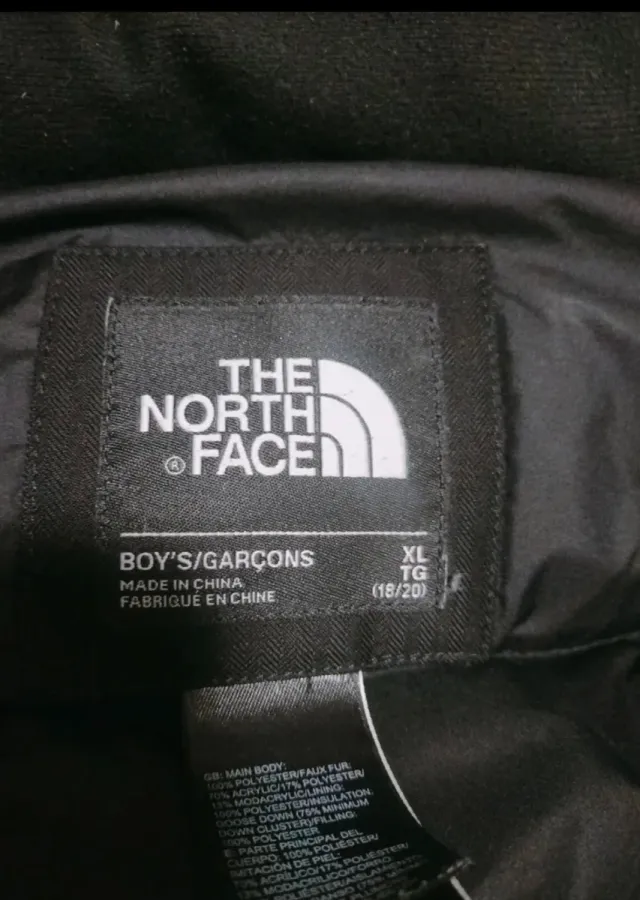 THE
NORTH
® FACE
BOY'S/GARÇONS
XL
TG
MADE IN CHINA
(18/20)
FABRIQUÉ EN CHINE
GB: MAIN BODY:
100% POLYESTER/FAUX FUR:
70% ACRYLIC/17% POLYESTER/
13% MODACRYLIC/LINING:
100% POLYESTER/INSULATION:
GOOSE DOWN (75% MINIMUM
DOWN CLUSTER)/FILLING:
100% POLYESTER
E: PARTE PRINCIPAL DEL
CUERPO: 100% POLIÉSTER/
IMITACIÓN DE PIEL:
ACRÍLICO/17% POLIÉSTER/
MODACRÍLICO/FORRO: